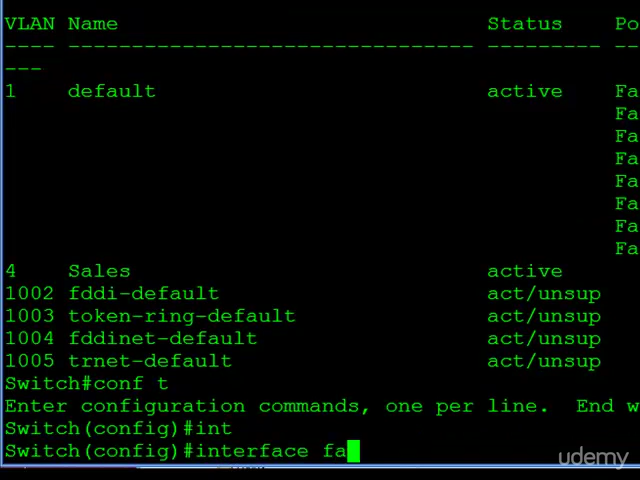 VLAN Name Status Po
---- -------------------------------- --------- --
---
1 default active Fa
Fa
Fa
Fa
Fa
Fa
Fa
Fa
4 Sales active
1002 fddi-default act/unsup
1003 token-ring-default act/unsup
1004 fddinet-default act/unsup
1005 trnet-default act/unsup
Switch#conf t
Enter configuration commands, one per line. End w
Switch(config)#int
Switch(config)#interface fa
udemy